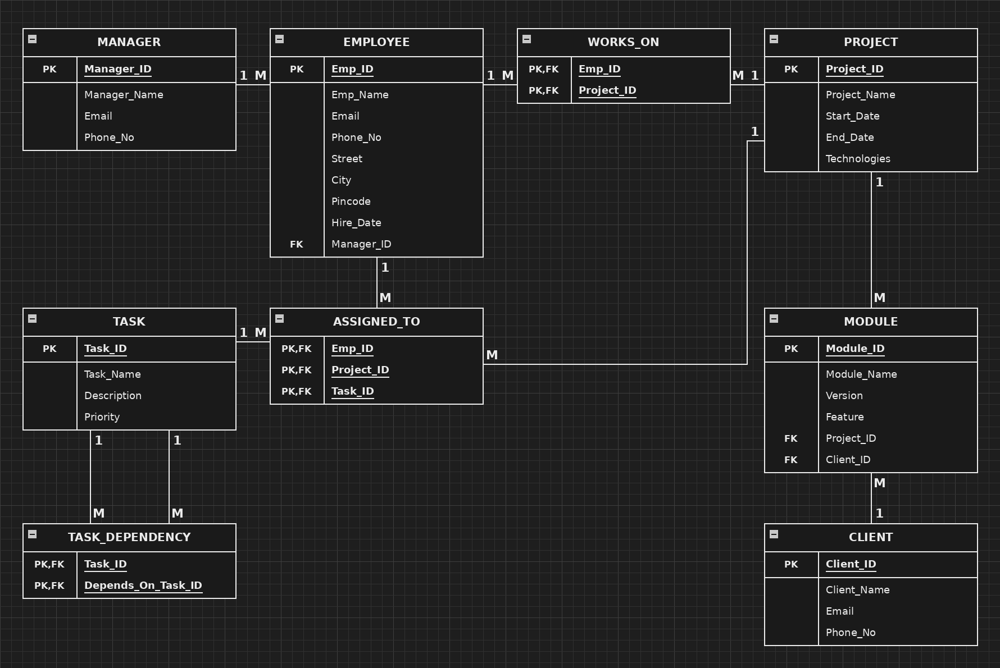 MANAGER
PK Manager_ID
Manager_Name
Email
Phone_No
1 M
EMPLOYEE
PK Emp_ID
Emp_Name
Email
Phone_No
Street
City
Pincode
Hire_Date
FK Manager_ID
1 M
WORKS_ON
PK,FK Emp_ID
PK,FK Project_ID
M 1
PROJECT
PK Project_ID
Project_Name
Start_Date
End_Date
Technologies
1
1
M
1
M
TASK
PK Task_ID
Task_Name
Description
Priority
1 M
ASSIGNED_TO
PK,FK Emp_ID
PK,FK Project_ID
PK,FK Task_ID
M
MODULE
PK Module_ID
Module_Name
Version
Feature
FK Project_ID
FK Client_ID
1 1
M M
M
1
TASK_DEPENDENCY
PK,FK Task_ID
PK,FK Depends_On_Task_ID
CLIENT
PK Client_ID
Client_Name
Email
Phone_No